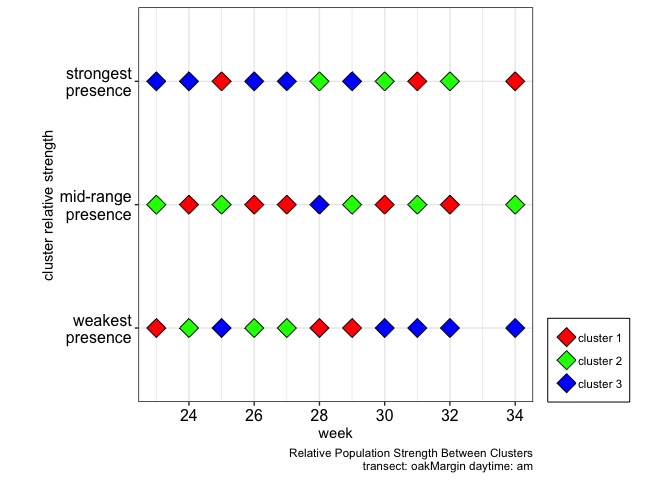 strongest
presence
mid-range
presence
weakest
presence
cluster relative strength
24 26 28 30 32 34
week
cluster 1
cluster 2
cluster 3
Relative Population Strength Between Clusters
transect: oakMargin daytime: am